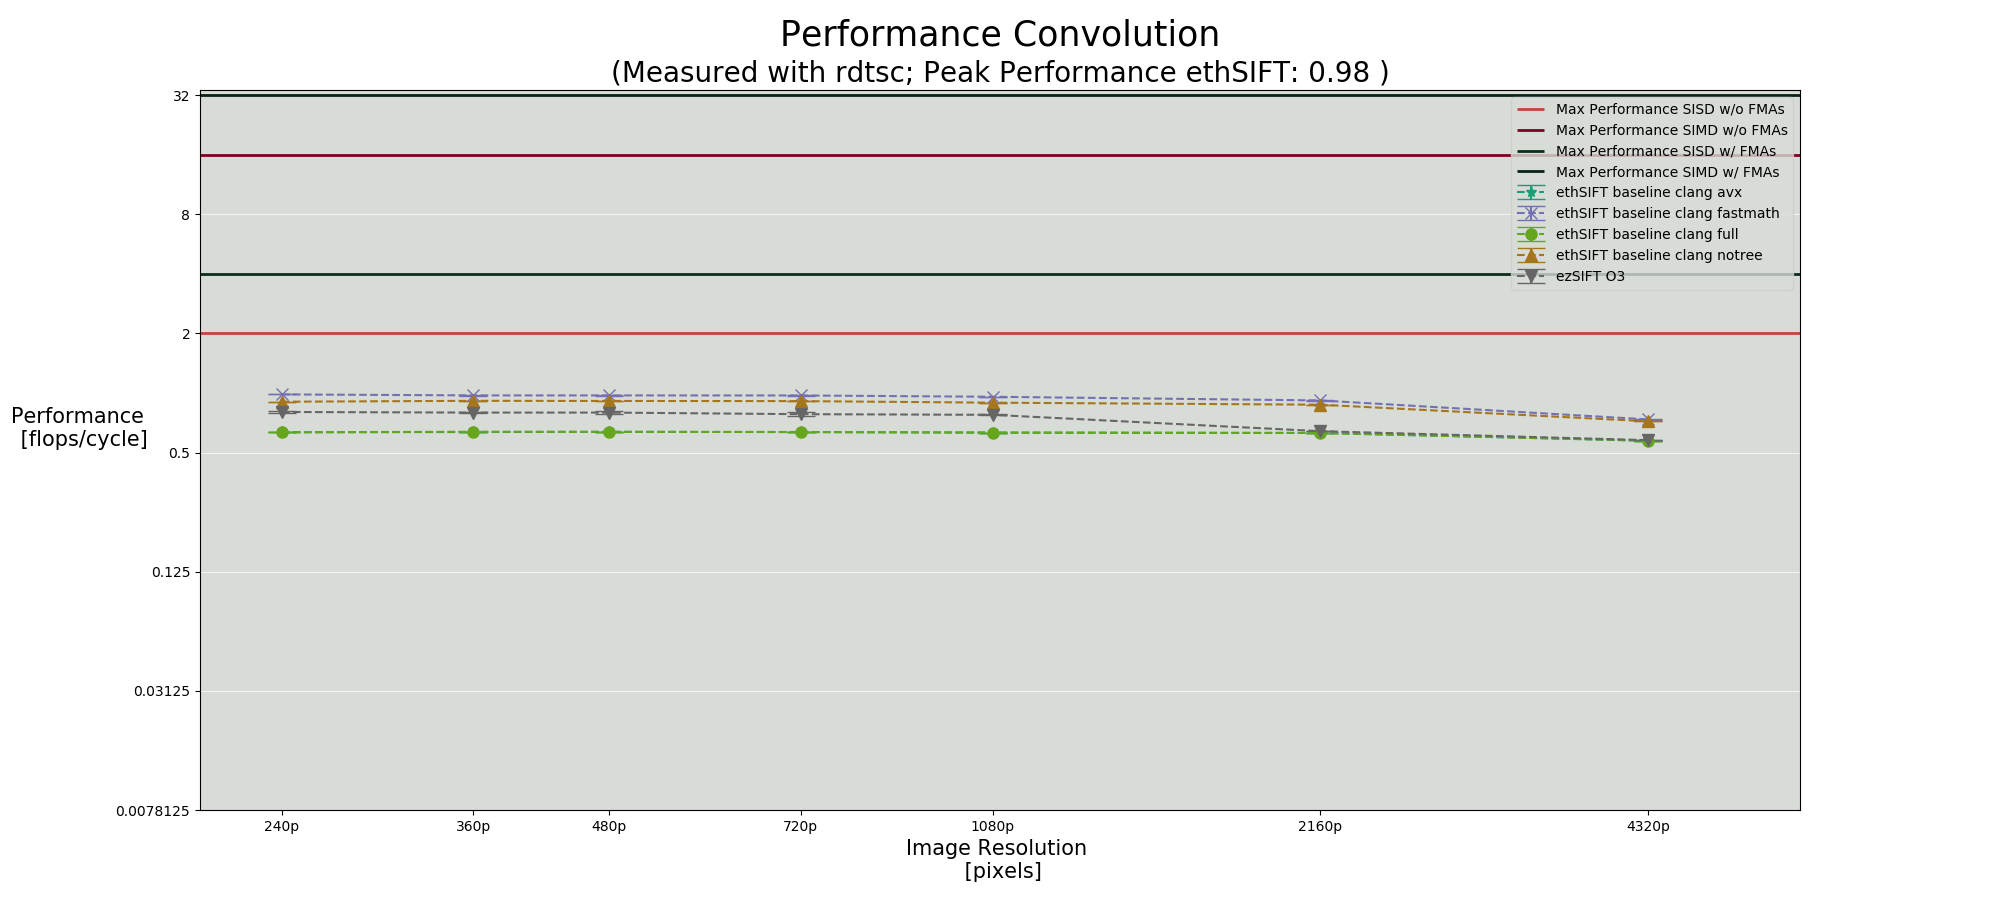 Performance Convolution
(Measured with rdtsc; Peak Performance ethSIFT: 0.98 )
32
8
2
0.5
0.125
0.03125
0.0078125
Performance
[flops/cycle]
Max Performance SISD w/o FMAs
Max Performance SIMD w/o FMAs
Max Performance SISD w/ FMAs
Max Performance SIMD w/ FMAs
ethSIFT baseline clang avx
ethSIFT baseline clang fastmath
ethSIFT baseline clang full
ethSIFT baseline clang notree
ezSIFT O3
240p 360p 480p 720p 1080p 2160p 4320p
Image Resolution
[pixels]